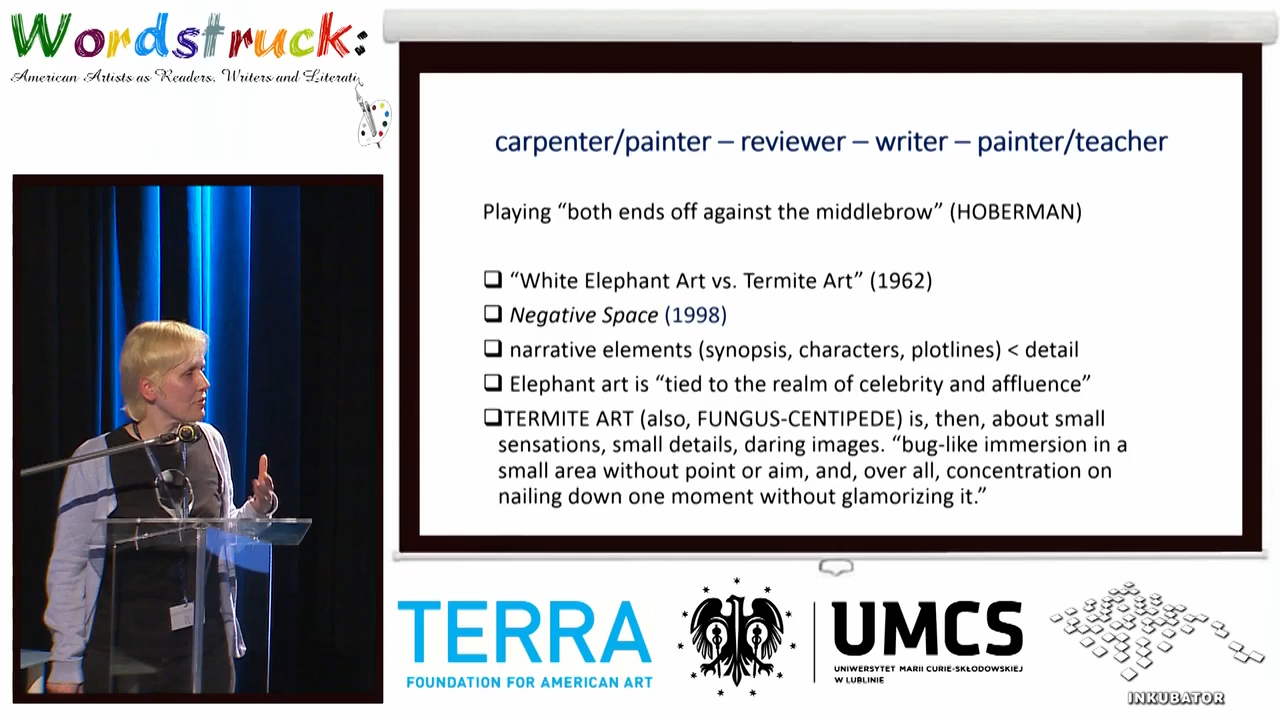 Wordstruck:
American Artists as Readers, Writers and Literati
carpenter/painter – reviewer – writer – painter/teacher
Playing “both ends off against the middlebrow” (HOBERMAN)
❑ “White Elephant Art vs. Termite Art” (1962)
❑ Negative Space (1998)
❑ narrative elements (synopsis, characters, plotlines) < detail
❑ Elephant art is “tied to the realm of celebrity and affluence”
❑TERMITE ART (also, FUNGUS-CENTIPEDE) is, then, about small
sensations, small details, daring images. “bug-like immersion in a
small area without point or aim, and, over all, concentration on
nailing down one moment without glamorizing it.”
TERRA
FOUNDATION FOR AMERICAN ART
UMCS
UNIWERSYTET MARII CURIE-SKŁODOWSKIEJ
W LUBLINIE
INKUBATOR